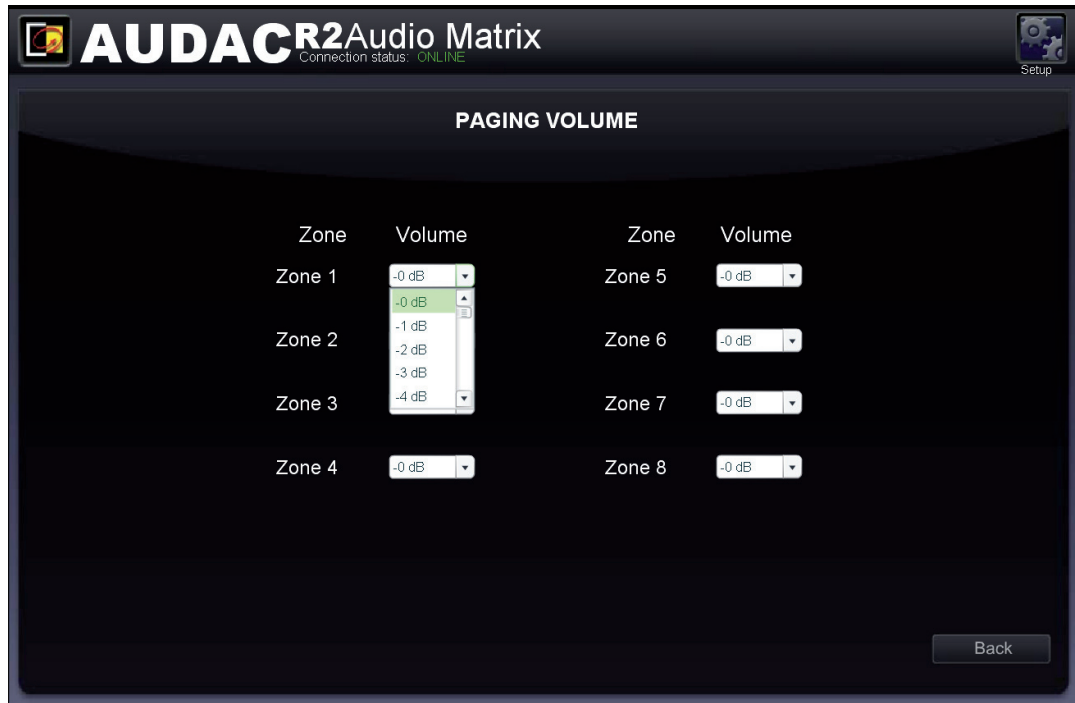 AUDAC R2 Audio Matrix
Connection status: ONLINE
Setup
PAGING VOLUME
Zone Volume Zone Volume
Zone 1 -0 dB Zone 5 -0 dB
-0 dB
-1 dB
Zone 2 -2 dB Zone 6 -0 dB
-3 dB
Zone 3 -4 dB Zone 7 -0 dB
Zone 4 -0 dB Zone 8 -0 dB
Back